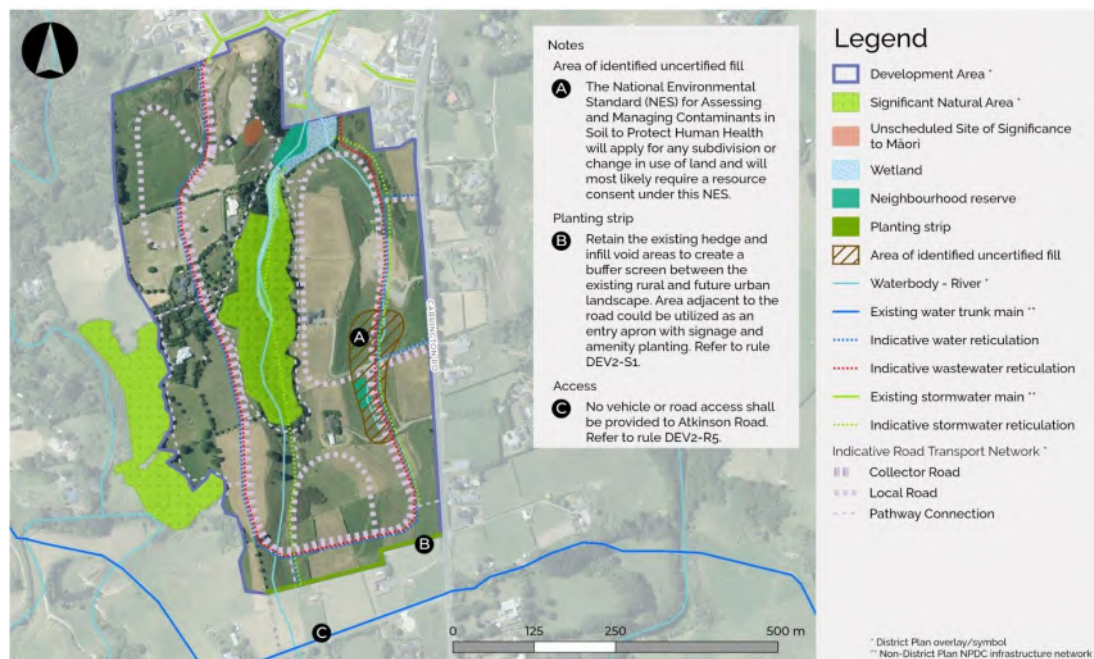 Notes
Area of identified uncertified fill
A
The National Environmental
Standard (NES) for Assessing
and Managing Contaminants in
Soil to Protect Human Health
will apply for any subdivision or
change in use of land and will
most likely require a resource
consent under this NES.
Planting strip
B
Retain the existing hedge and
infill void areas to create a
buffer screen between the
existing rural and future urban
landscape. Area adjacent to the
road could be utilized as an
entry apron with signage and
amenity planting. Refer to rule
DEV2-S1.
Access
C
No vehicle or road access shall
be provided to Atkinson Road.
Refer to rule DEV2-R5.
CARRINGTON RD
A
B
C
0 125 250 500 m
Legend
Development Area *
Significant Natural Area *
Unscheduled Site of Significance
to Māori
Wetland
Neighbourhood reserve
Planting strip
Area of identified uncertified fill
Waterbody - River *
Existing water trunk main **
Indicative water reticulation
Indicative wastewater reticulation
Existing stormwater main **
Indicative stormwater reticulation
Indicative Road Transport Network *
Collector Road
Local Road
Pathway Connection
* District Plan overlay/symbol
** Non-District Plan NPDC infrastructure network